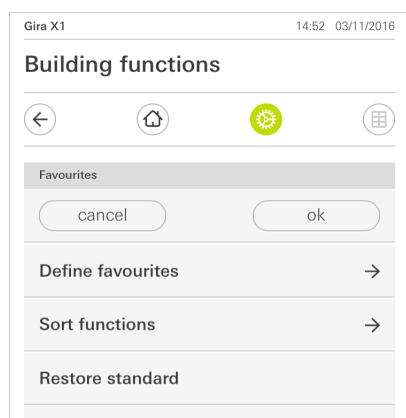 Gira X1 14:52 03/11/2016
Building functions
Favourites
cancel ok
Define favourites
Sort functions
Restore standard